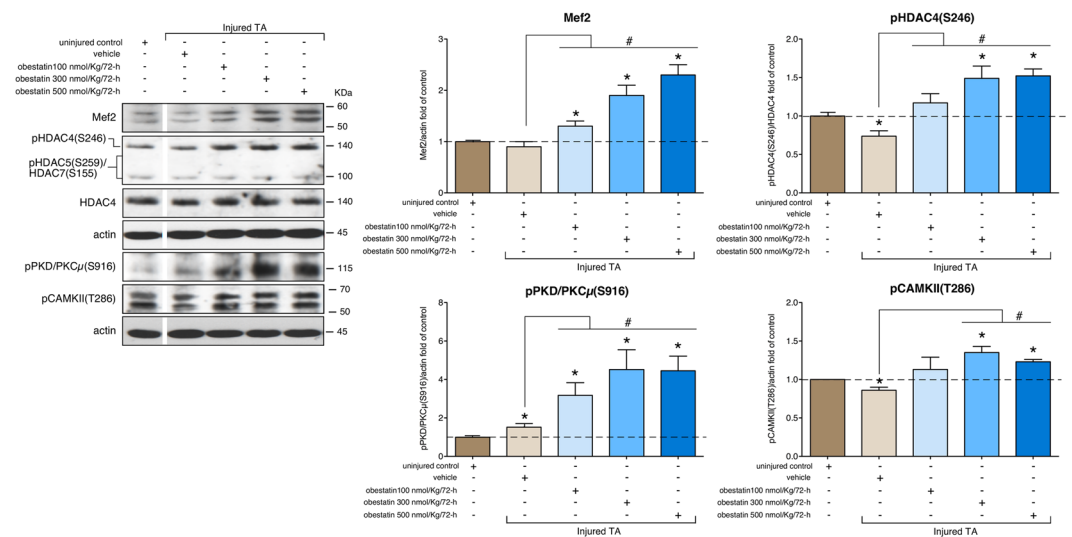 Injured TA
uninjured control + - - - -
vehicle - + - - -
obestatin100 nmol/Kg/72-h - - + - -
obestatin 300 nmol/Kg/72-h - - - + -
obestatin 500 nmol/Kg/72-h - - - - + KDa
Mef2 60
50
pHDAC4(S246) 140
pHDAC5(S259)/
HDAC7(S155) 100
HDAC4 140
actin 45
pPKD/PKCµ(S916) 115
pCAMKII(T286) 70
50
actin 45
Mef2
Mef2/actin fold of control
3
2
1
0
#
* * *
uninjured control + - - - -
vehicle - + - - -
obestatin100 nmol/Kg/72-h - - + - -
obestatin 300 nmol/Kg/72-h - - - + -
obestatin 500 nmol/Kg/72-h - - - - +
Injured TA
pHDAC4(S246)
pHDAC4(S246)/HDAC4 fold of control
2.0
1.5
1.0
0.5
0.0
#
* * *
uninjured control + - - - -
vehicle - + - - -
obestatin100 nmol/Kg/72-h - - + - -
obestatin 300 nmol/Kg/72-h - - - + -
obestatin 500 nmol/Kg/72-h - - - - +
Injured TA
pPKD/PKCµ(S916)
pPKD/PKCµ(S916)/actin fold of control
8
6
4
2
0
#
* * * *
uninjured control + - - - -
vehicle - + - - -
obestatin100 nmol/Kg/72-h - - + - -
obestatin 300 nmol/Kg/72-h - - - + -
obestatin 500 nmol/Kg/72-h - - - - +
Injured TA
pCAMKII(T286)
pCAMKII(T286)/actin fold of control
2.0
1.5
1.0
0.5
0.0
#
* * *
uninjured control + - - - -
vehicle - + - - -
obestatin100 nmol/Kg/72-h - - + - -
obestatin 300 nmol/Kg/72-h - - - + -
obestatin 500 nmol/Kg/72-h - - - - +
Injured TA